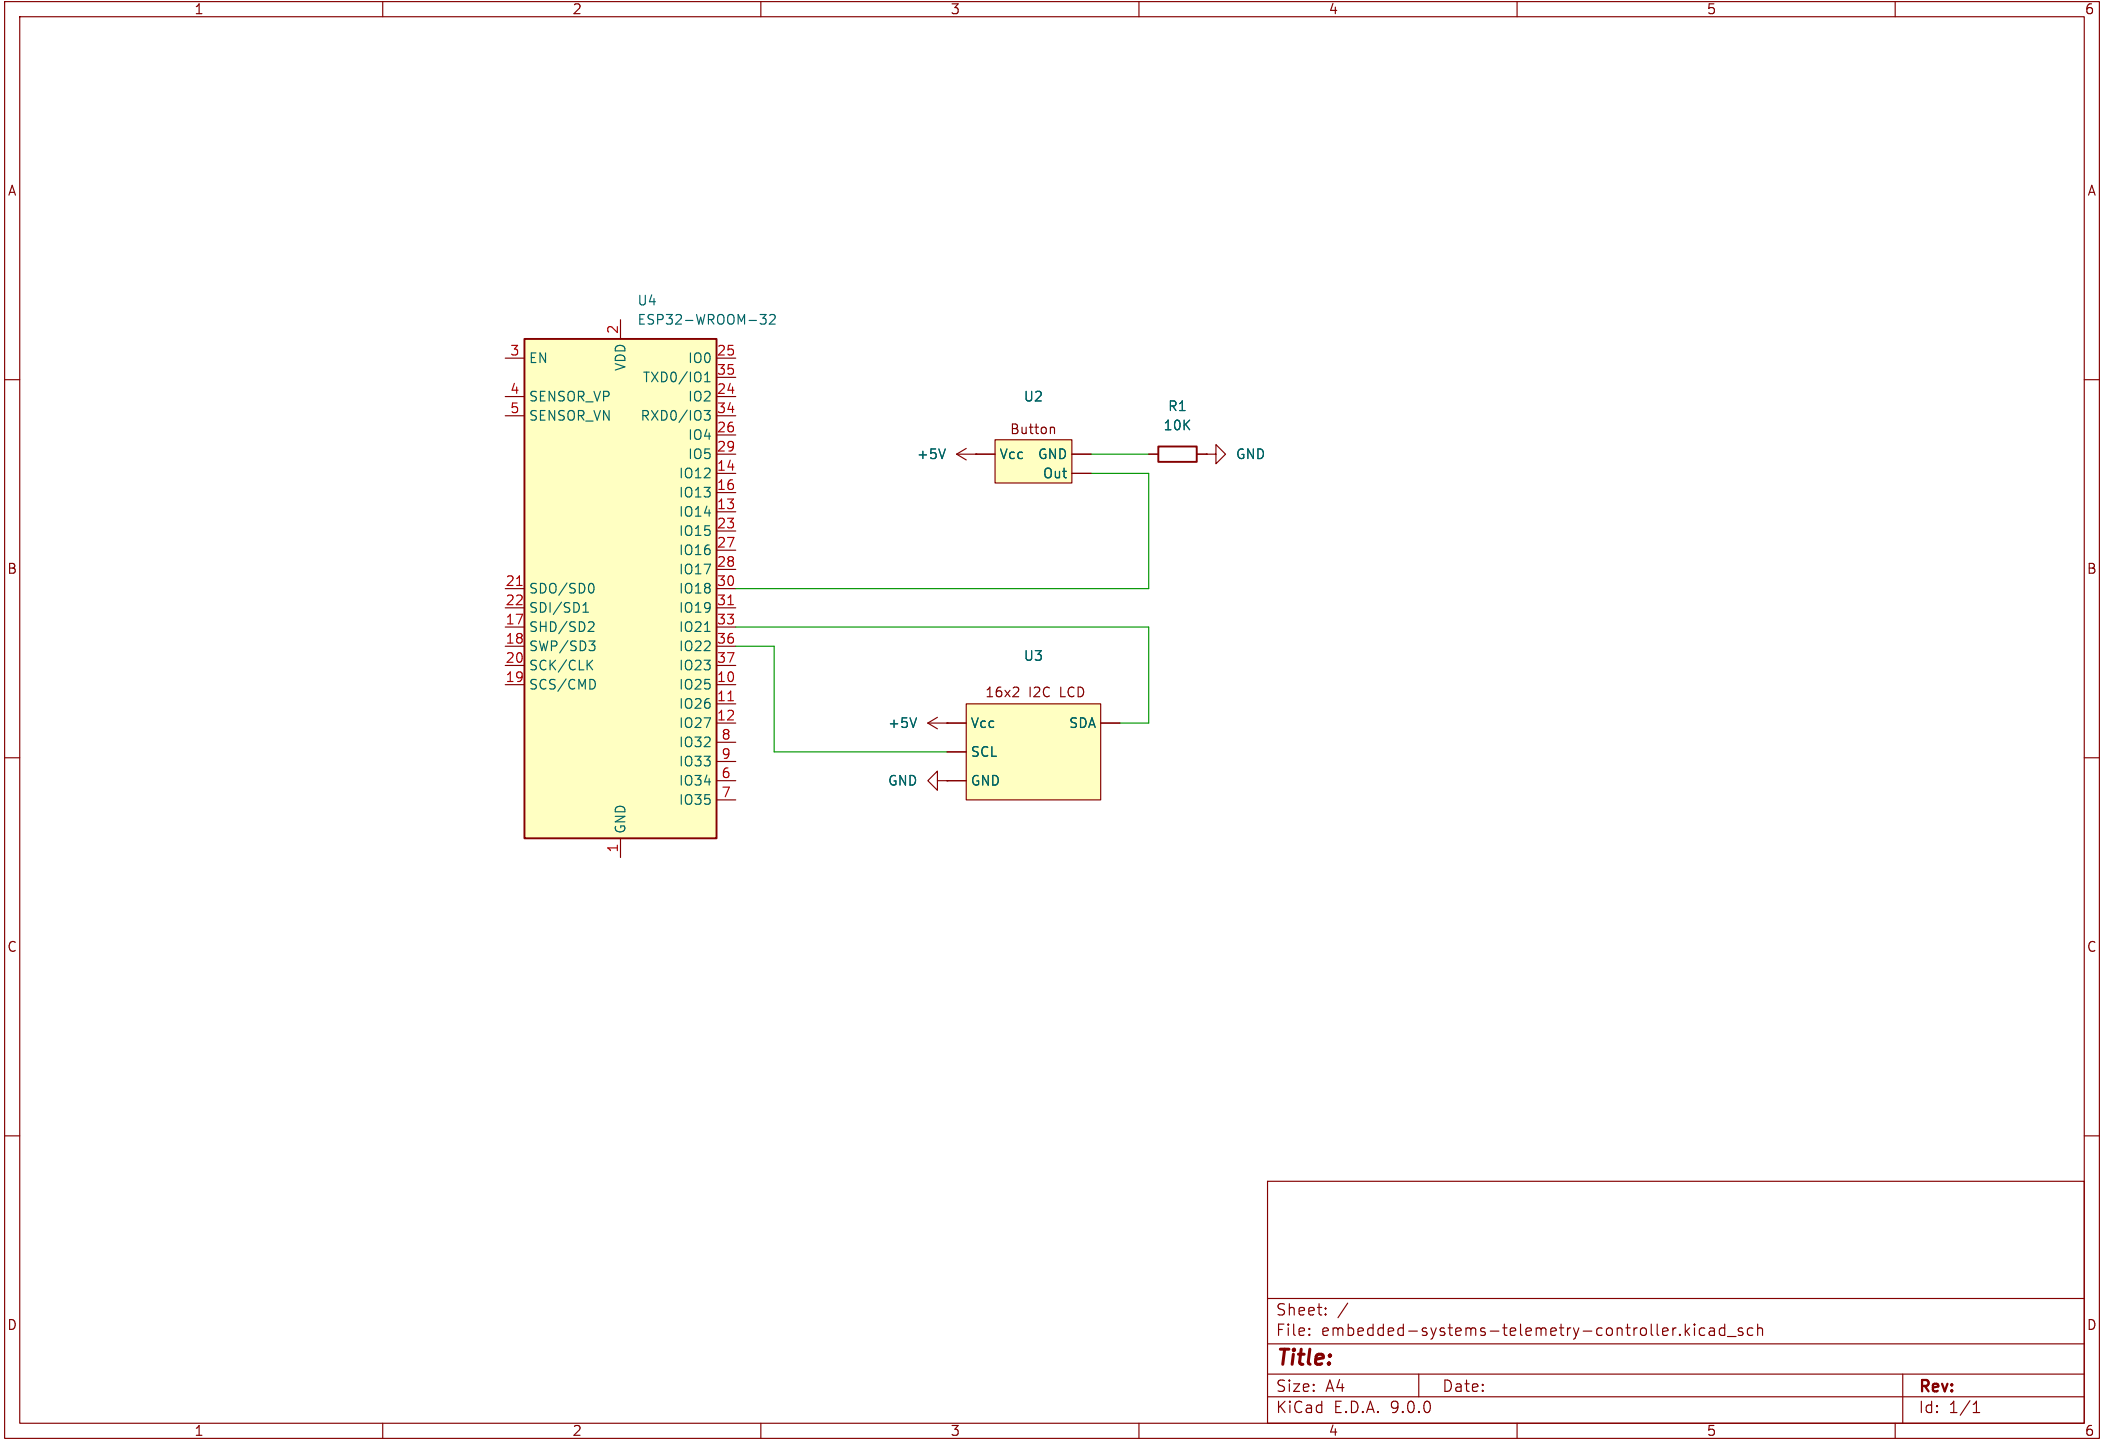 1 2 3 4 5 6
A A
U4
ESP32-WROOM-32
2
VDD
3 EN
IO0 25
TXD0/IO1 35
4 SENSOR_VP
IO2 24
5 SENSOR_VN
RXD0/IO3 34
IO4 26
IO5 29
IO12 14
IO13 16
IO14 13
IO15 23
IO16 27
IO17 28
21 SDO/SD0
IO18 30
22 SDI/SD1
IO19 31
17 SHD/SD2
IO21 33
18 SWP/SD3
IO22 36
20 SCK/CLK
IO23 37
19 SCS/CMD
IO25 10
IO26 11
IO27 12
IO32 8
IO33 9
IO34 6
IO35 7
GND
1
U2
Button
+5V Vcc GND
Out
R1
10K
GND
B B
U3
16x2 I2C LCD
+5V Vcc SDA
SCL
GND GND
C C
D D
Sheet: /
File: embedded-systems-telemetry-controller.kicad_sch
Title:
Size: A4 Date: Rev:
KiCad E.D.A. 9.0.0 Id: 1/1
1 2 3 4 5 6